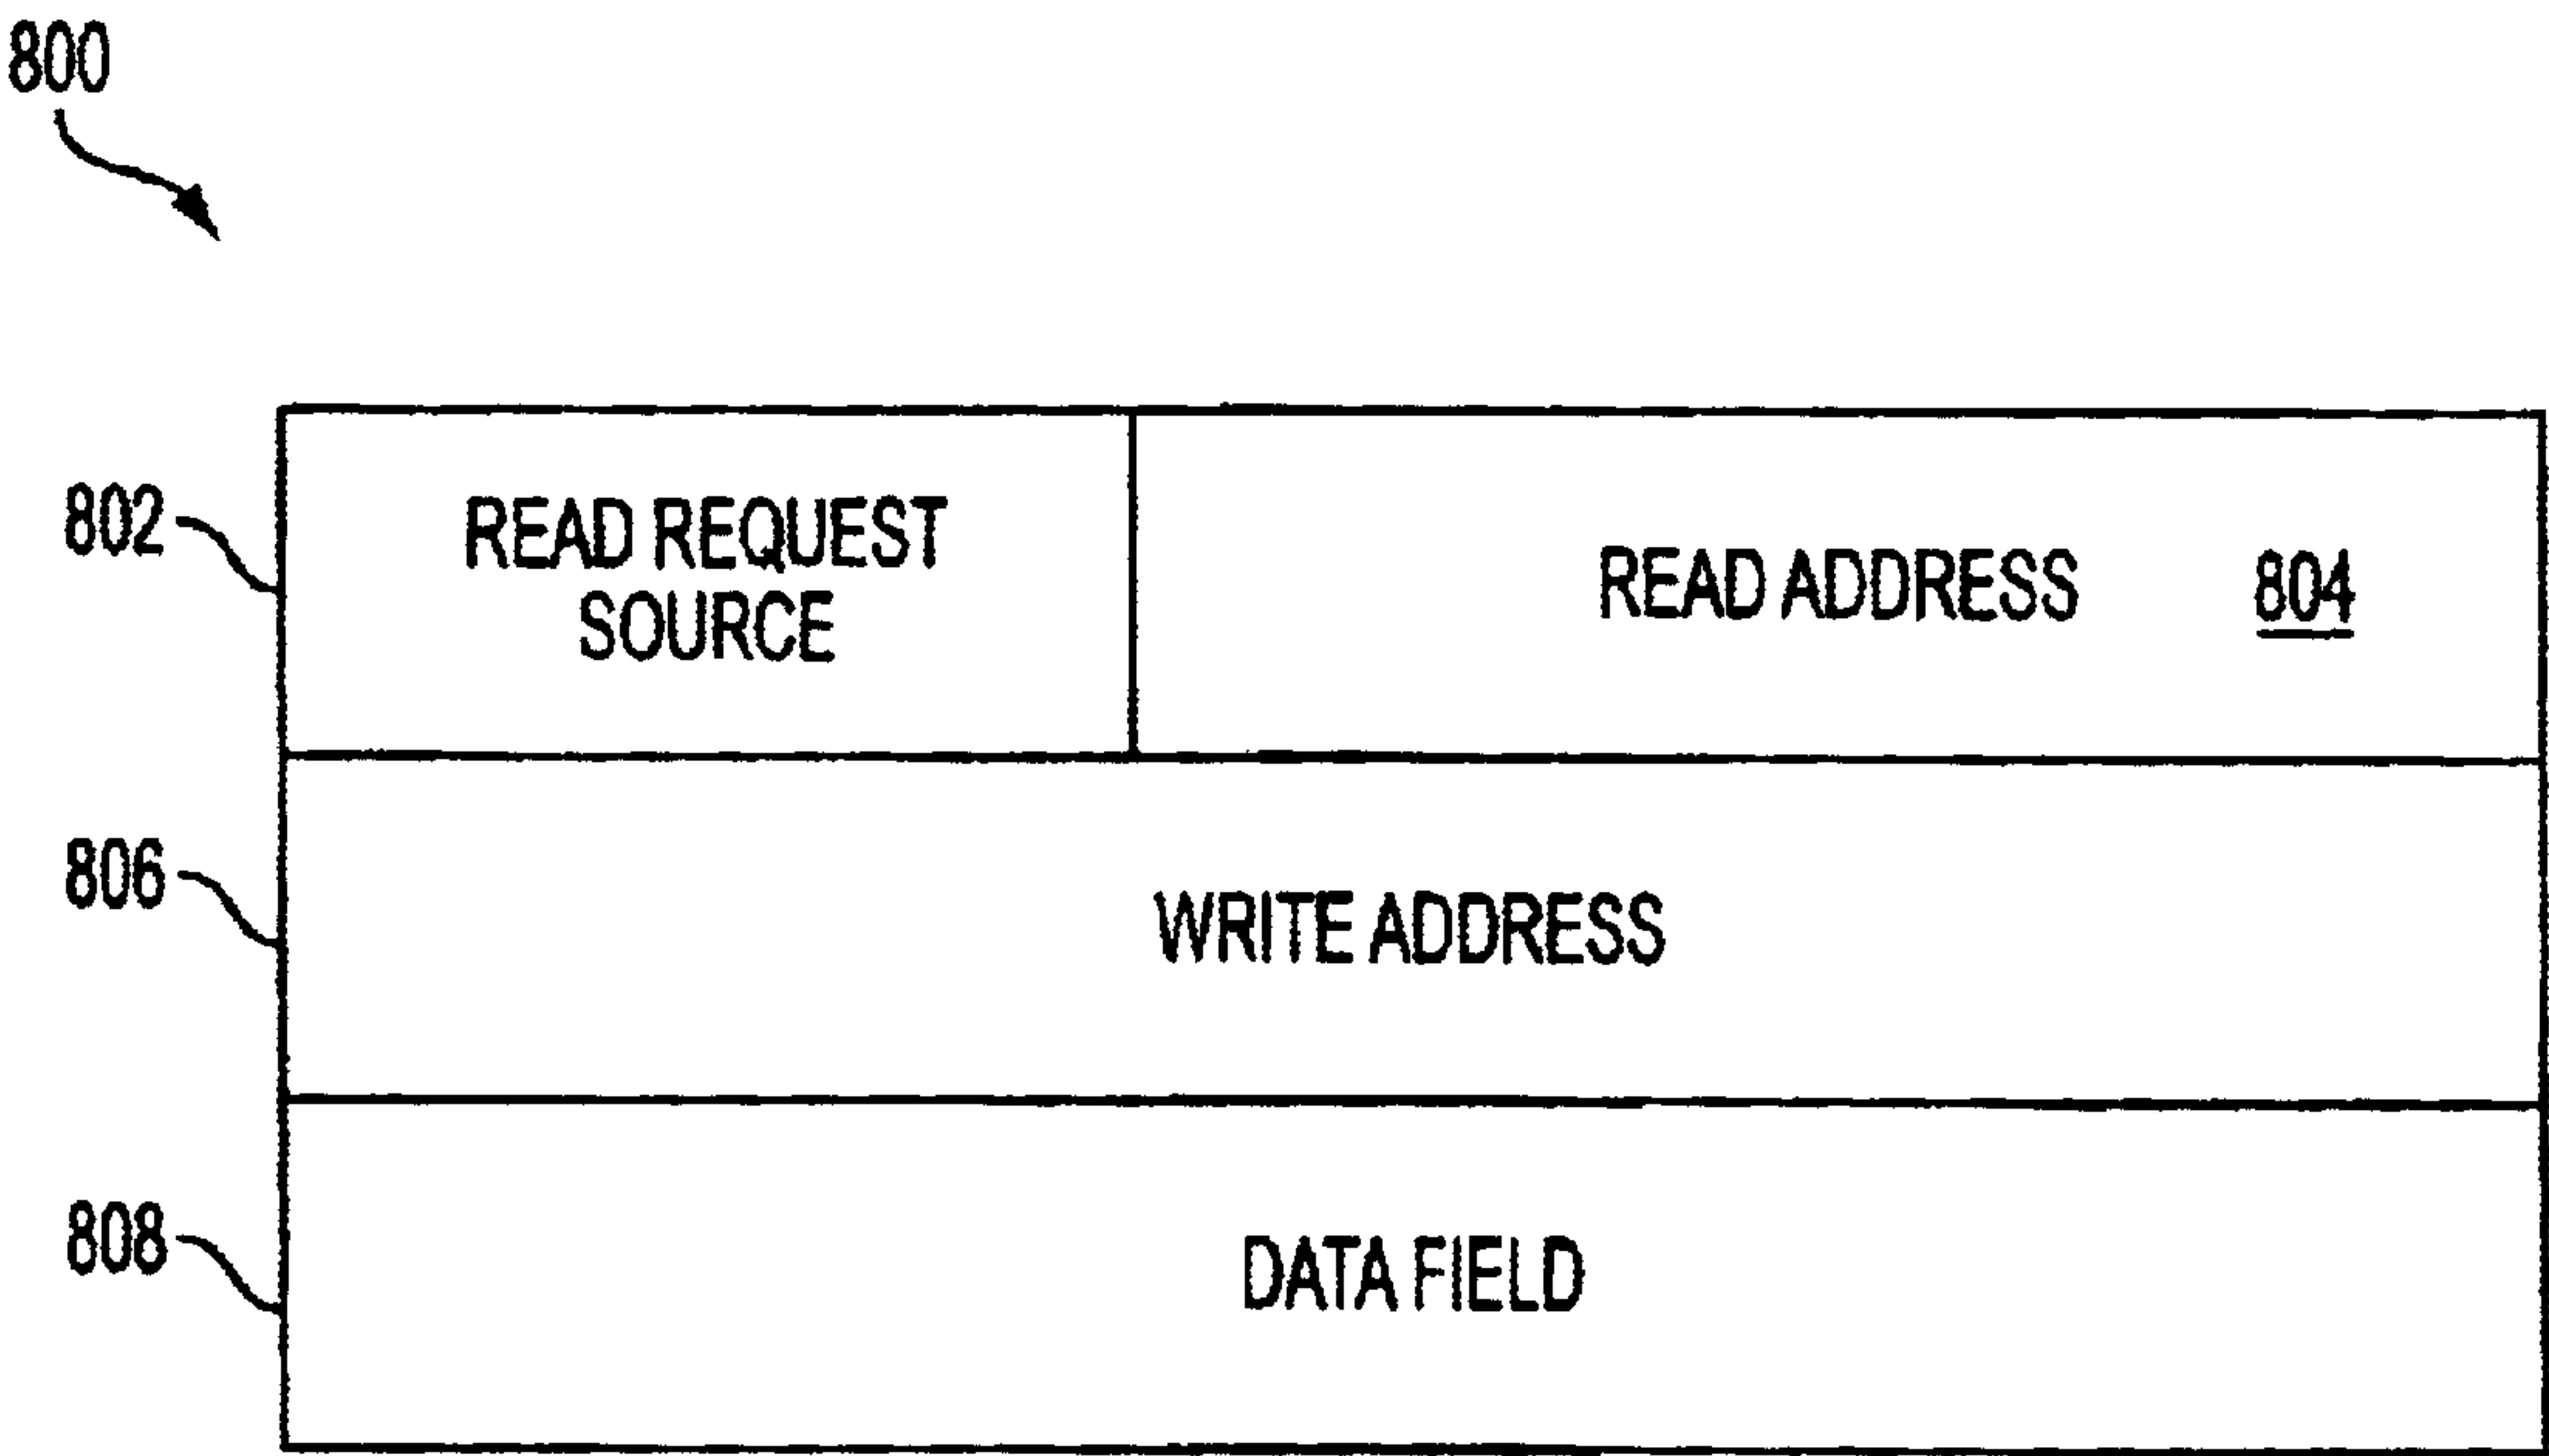 800
802
READ REQUEST
SOURCE
READ ADDRESS 804
806
WRITE ADDRESS
808
DATA FIELD